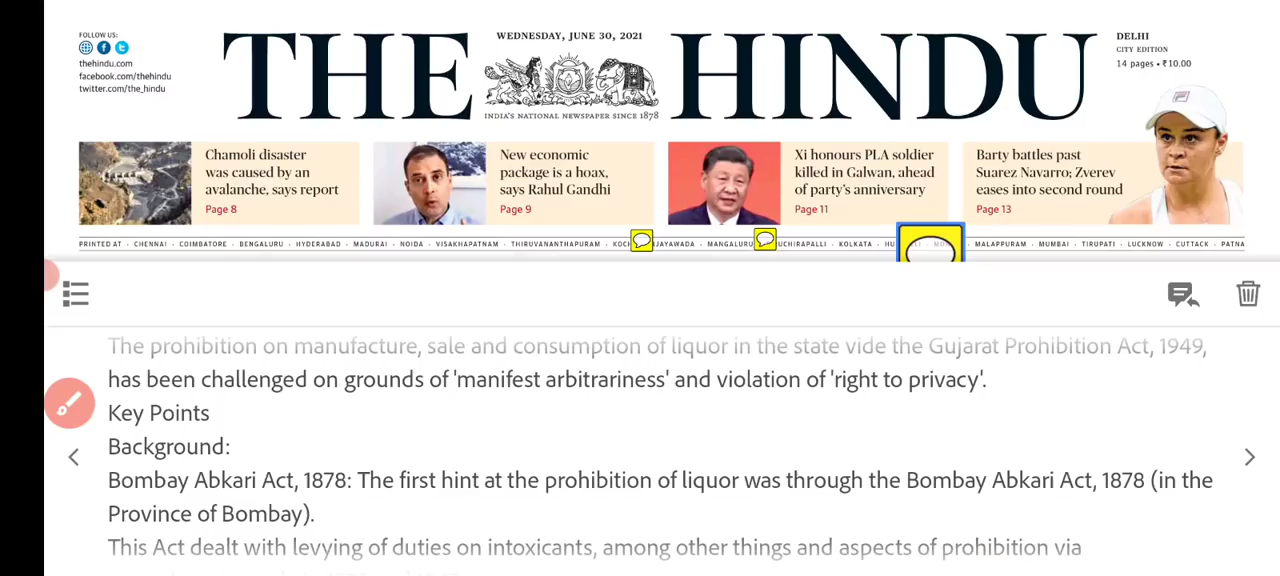 FOLLOW US:
thehindu.com
facebook.com/thehindu
twitter.com/the_hindu
THE HINDU
WEDNESDAY, JUNE 30, 2021
INDIA'S NATIONAL NEWSPAPER SINCE 1878
DELHI
CITY EDITION
14 pages • ₹10.00
Chamoli disaster
was caused by an
avalanche, says report
Page 8
New economic
package is a hoax,
says Rahul Gandhi
Page 9
Xi honours PLA soldier
killed in Galwan, ahead
of party's anniversary
Page 11
Barty battles past
Suarez Navarro; Zverev
eases into second round
Page 13
PRINTED AT · CHENNAI · COIMBATORE · BENGALURU · HYDERABAD · MADURAI · NOIDA · VISAKHAPATNAM · THIRUVANANTHAPURAM · KOCH IJAYAWADA · MANGALURU UCHIRAPALLI · KOLKATA · HU · MALAPPURAM · MUMBAI · TIRUPATI · LUCKNOW · CUTTACK · PATNA
The prohibition on manufacture, sale and consumption of liquor in the state vide the Gujarat Prohibition Act, 1949,
has been challenged on grounds of 'manifest arbitrariness' and violation of 'right to privacy'.
Key Points
Background:
Bombay Abkari Act, 1878: The first hint at the prohibition of liquor was through the Bombay Abkari Act, 1878 (in the
Province of Bombay).
This Act dealt with levying of duties on intoxicants, among other things and aspects of prohibition via